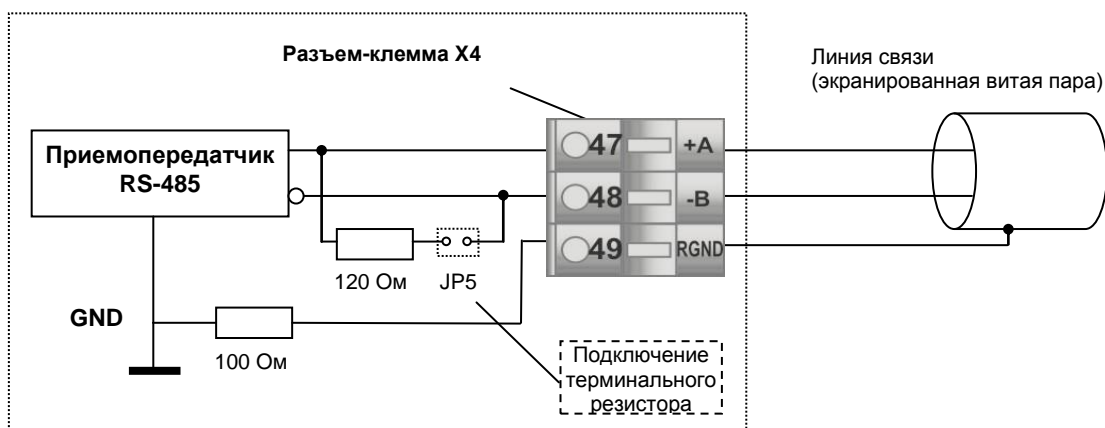 Разъем-клемма X4
Линия связи
(экранированная витая пара)
Приемопередатчик
RS-485
47 +A
48 -B
49 RGND
120 Ом
JP5
GND
100 Ом
Подключение
терминального
резистора